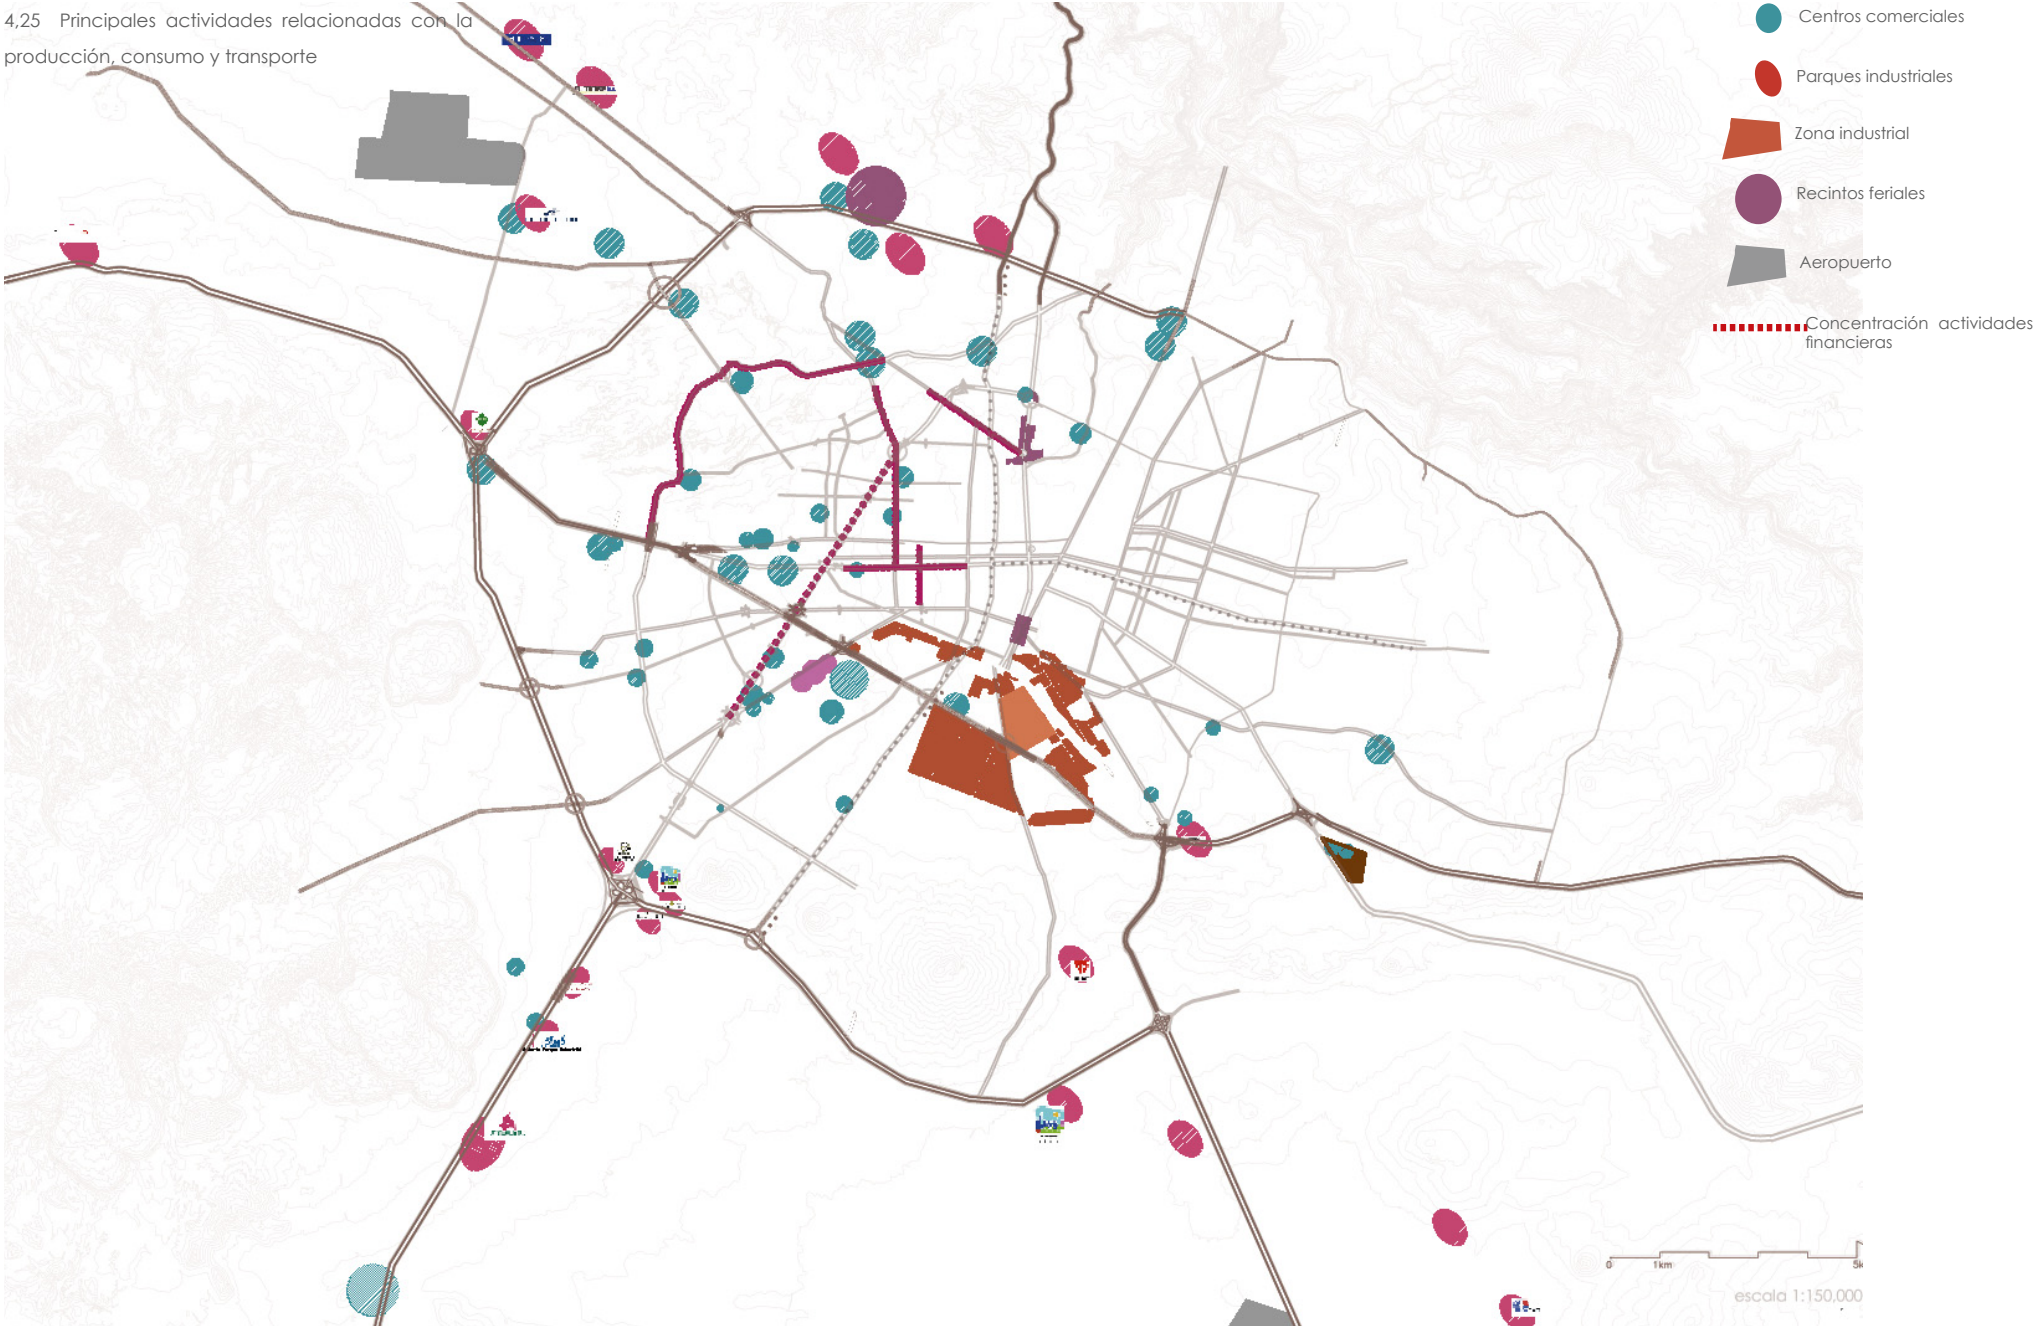 4,25 Principales actividades relacionadas con la
producción, consumo y transporte
Centros comerciales
Parques industriales
Zona industrial
Recintos feriales
Aeropuerto
Concentración actividades
financieras
0 1km
escala 1:150,000